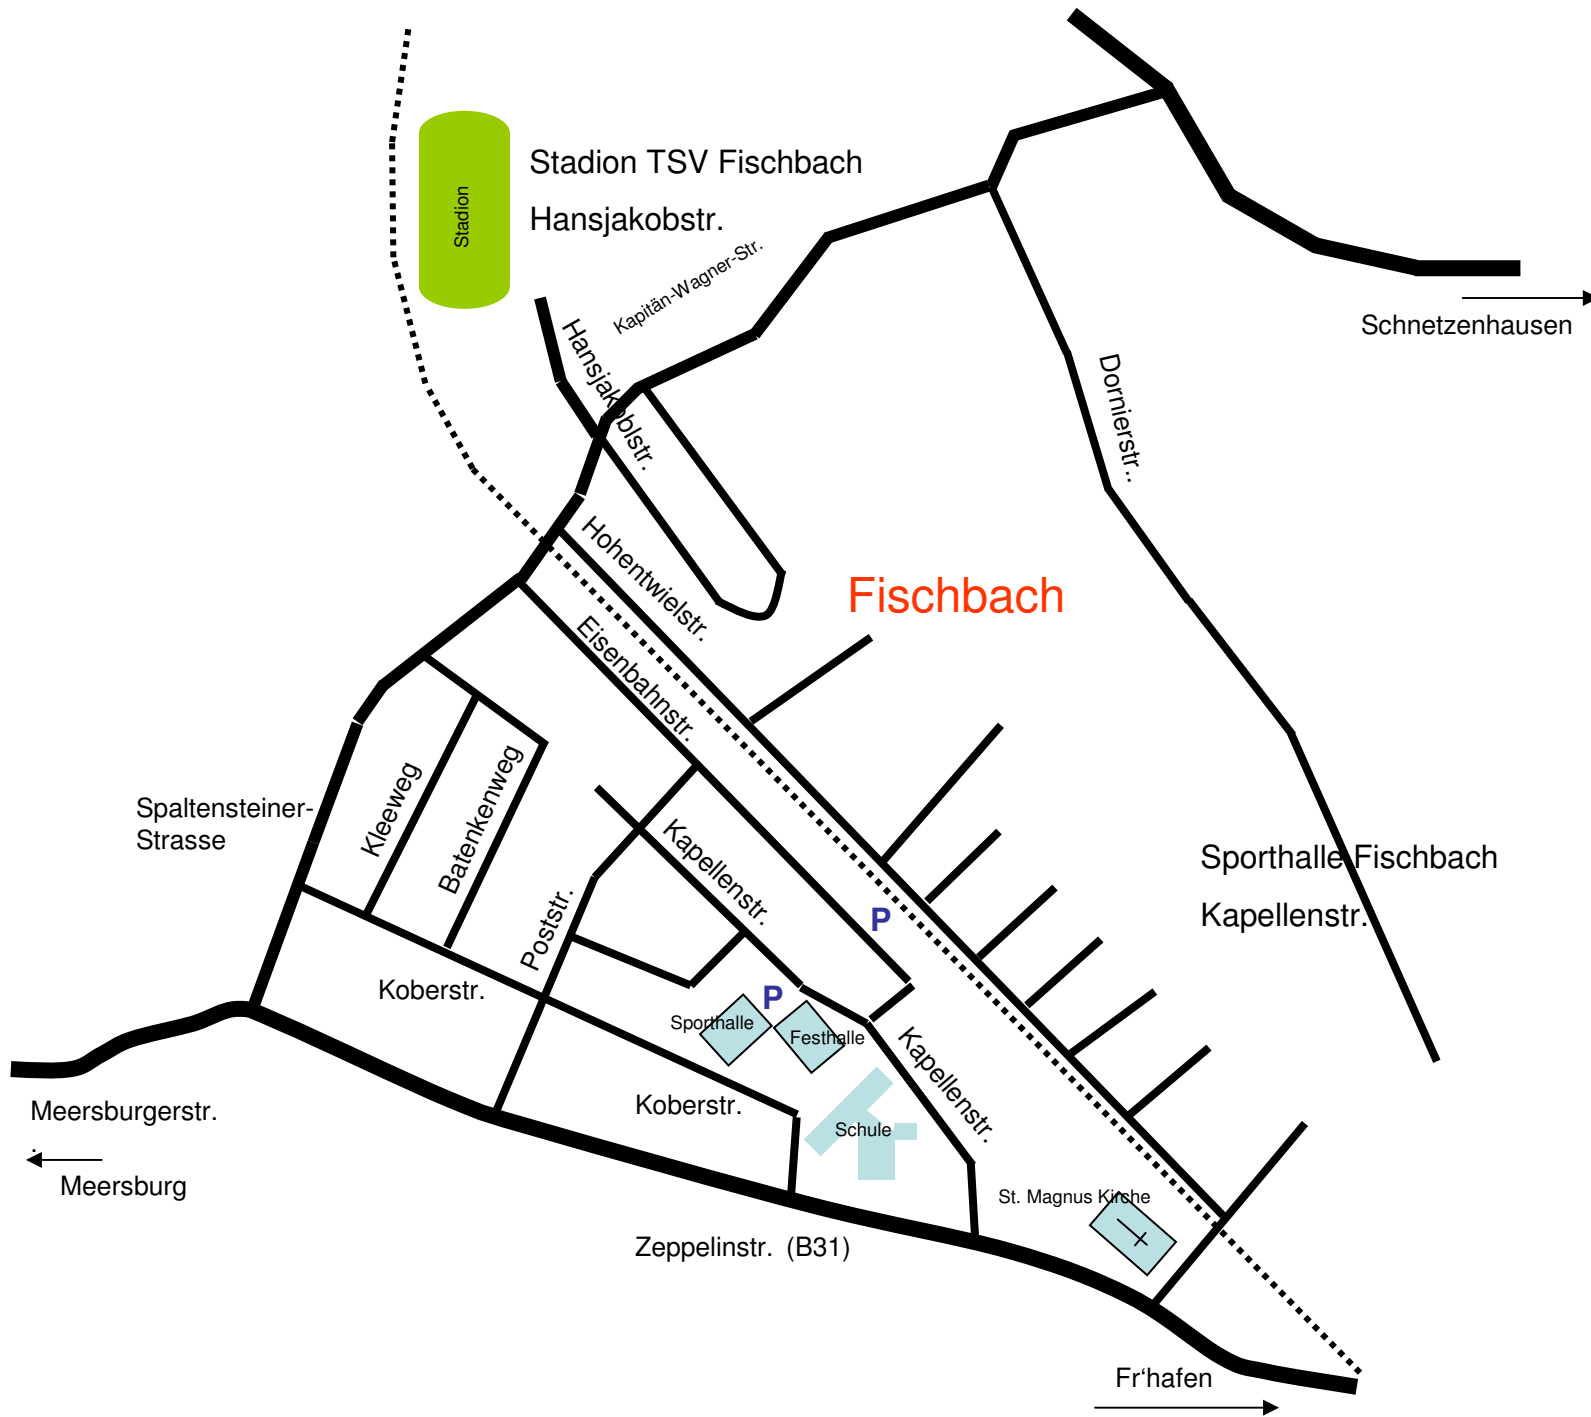 Stadion TSV Fischbach
Stadion
Hansjakobstr.
Kapitän-Wagner-Str.
Schnetzenhausen
Hansjakoblstr.
Dornierstr..
Hohentwielstr.
Fischbach
Eisenbahnstr.
Spaltensteiner-
Strasse
Kleeweg
Batenkenweg
Kapellenstr.
Sporthalle Fischbach
Kapellenstr.
P
Poststr.
Koberstr.
P
Sporthalle
Festhalle
Kapellenstr.
Meersburgerstr.
.
Koberstr.
Schule
Meersburg
St. Magnus Kirche
Zeppelinstr. (B31)
Fr‘hafen